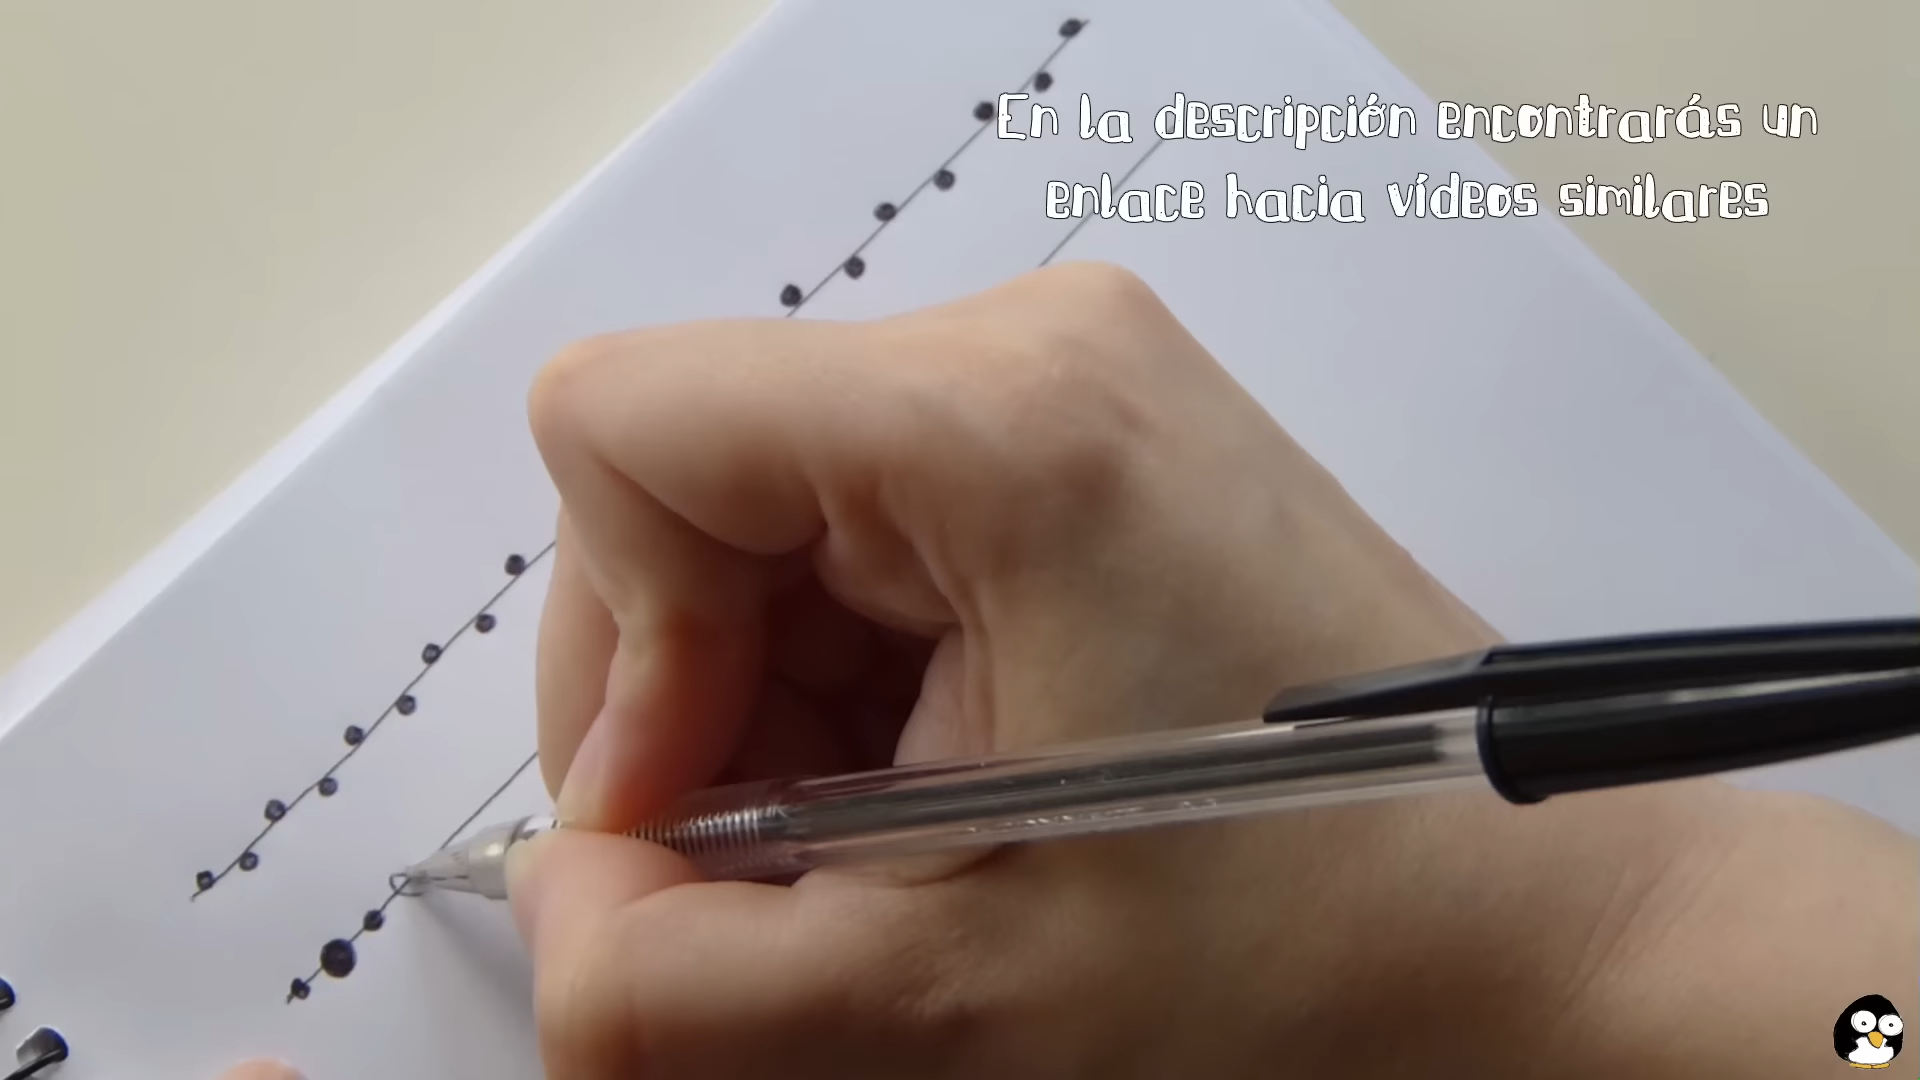 En la descripción encontrarás un
enlace hacia vídeos similares